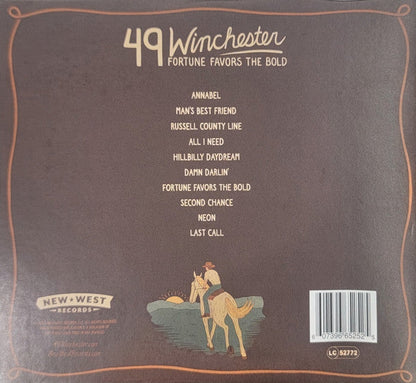 49 Winchester
FORTUNE FAVORS THE BOLD
ANNABEL
MAN'S BEST FRIEND
RUSSELL COUNTY LINE
ALL I NEED
HILLBILLY DAYDREAM
DAMN DARLIN'
FORTUNE FAVORS THE BOLD
SECOND CHANCE
NEON
LAST CALL
NEW WEST
RECORDS
LC 52772